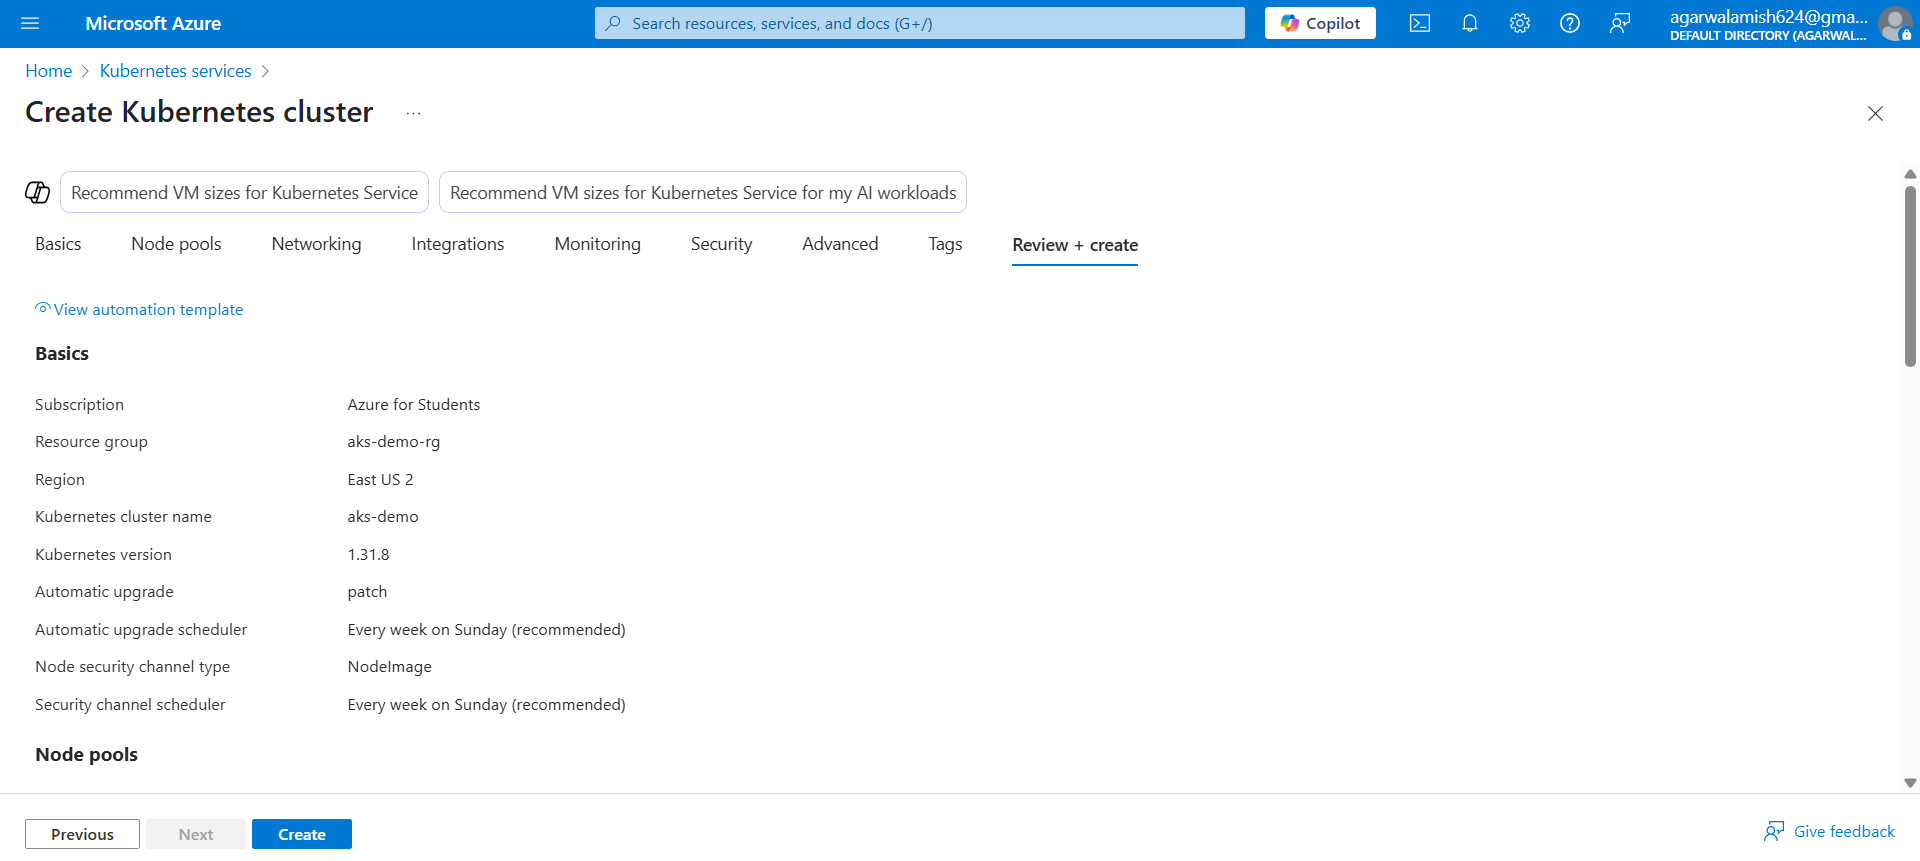 Microsoft Azure
Search resources, services, and docs (G+/)
Copilot
agarwalamish624@gma...
DEFAULT DIRECTORY (AGARWAL...
Home > Kubernetes services >
Create Kubernetes cluster ...
Recommend VM sizes for Kubernetes Service
Recommend VM sizes for Kubernetes Service for my AI workloads
Basics Node pools Networking Integrations Monitoring Security Advanced Tags Review + create
View automation template
Basics
Subscription Azure for Students
Resource group aks-demo-rg
Region East US 2
Kubernetes cluster name aks-demo
Kubernetes version 1.31.8
Automatic upgrade patch
Automatic upgrade scheduler Every week on Sunday (recommended)
Node security channel type NodeImage
Security channel scheduler Every week on Sunday (recommended)
Node pools
Previous Next Create
Give feedback